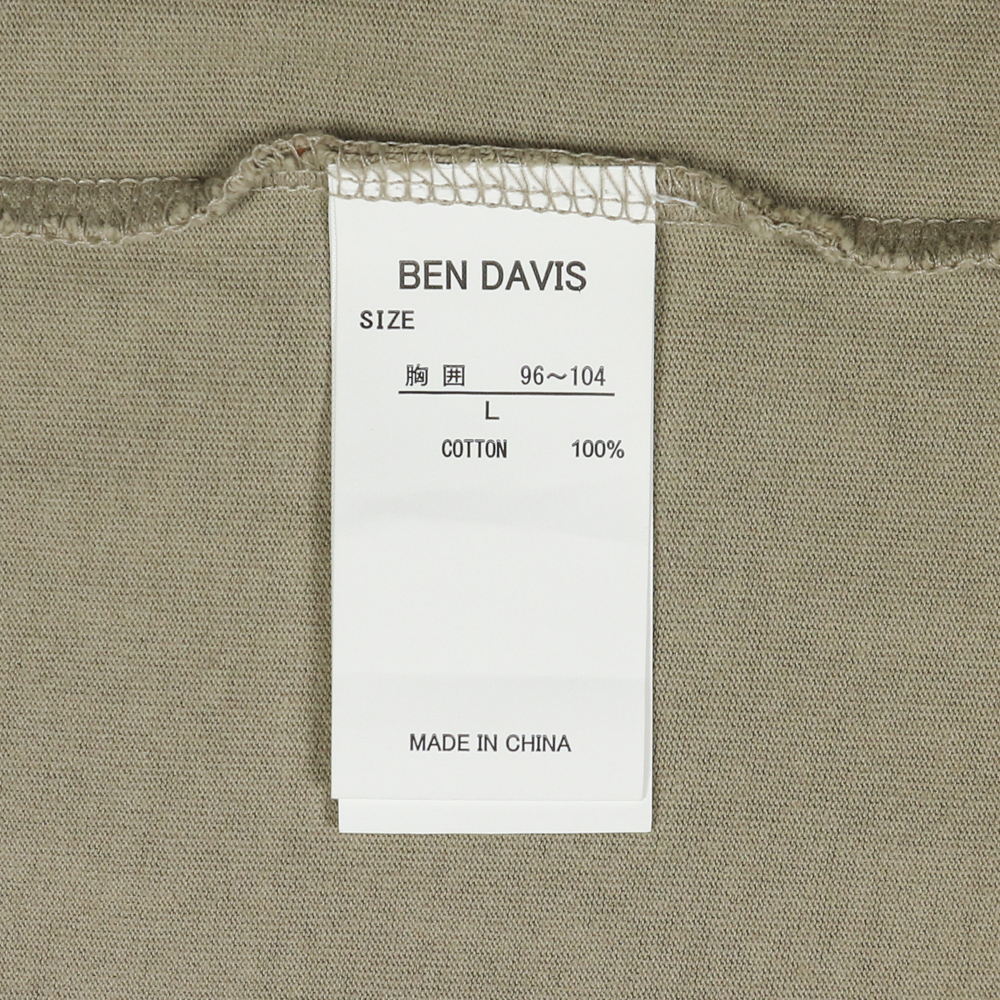 BEN DAVIS
SIZE
胸囲 96～104
L
COTTON 100%
MADE IN CHINA